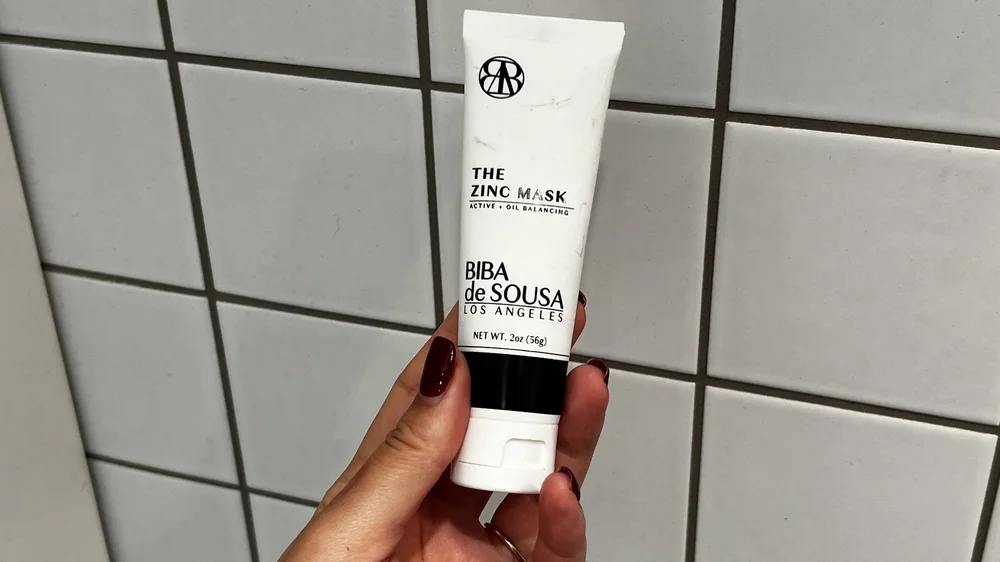 THE
ZINC MASK
ACTIVE + OIL BALANCING
BIBA
de SOUSA
LOS ANGELES
NET WT. 2oz (56g)